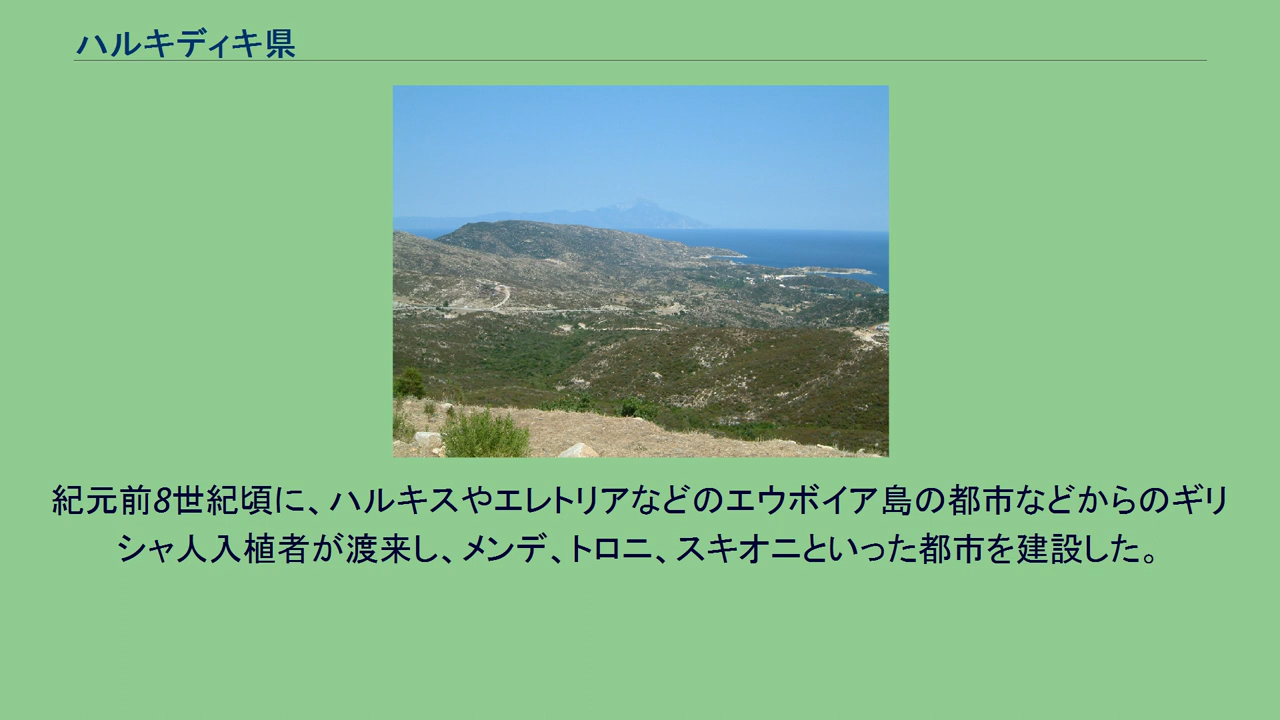 ハルキディキ県
紀元前8世紀頃に、ハルキスやエレトリアなどのエウボイア島の都市などからのギリ
シャ人入植者が渡来し、メンデ、トロニ、スキオニといった都市を建設した。